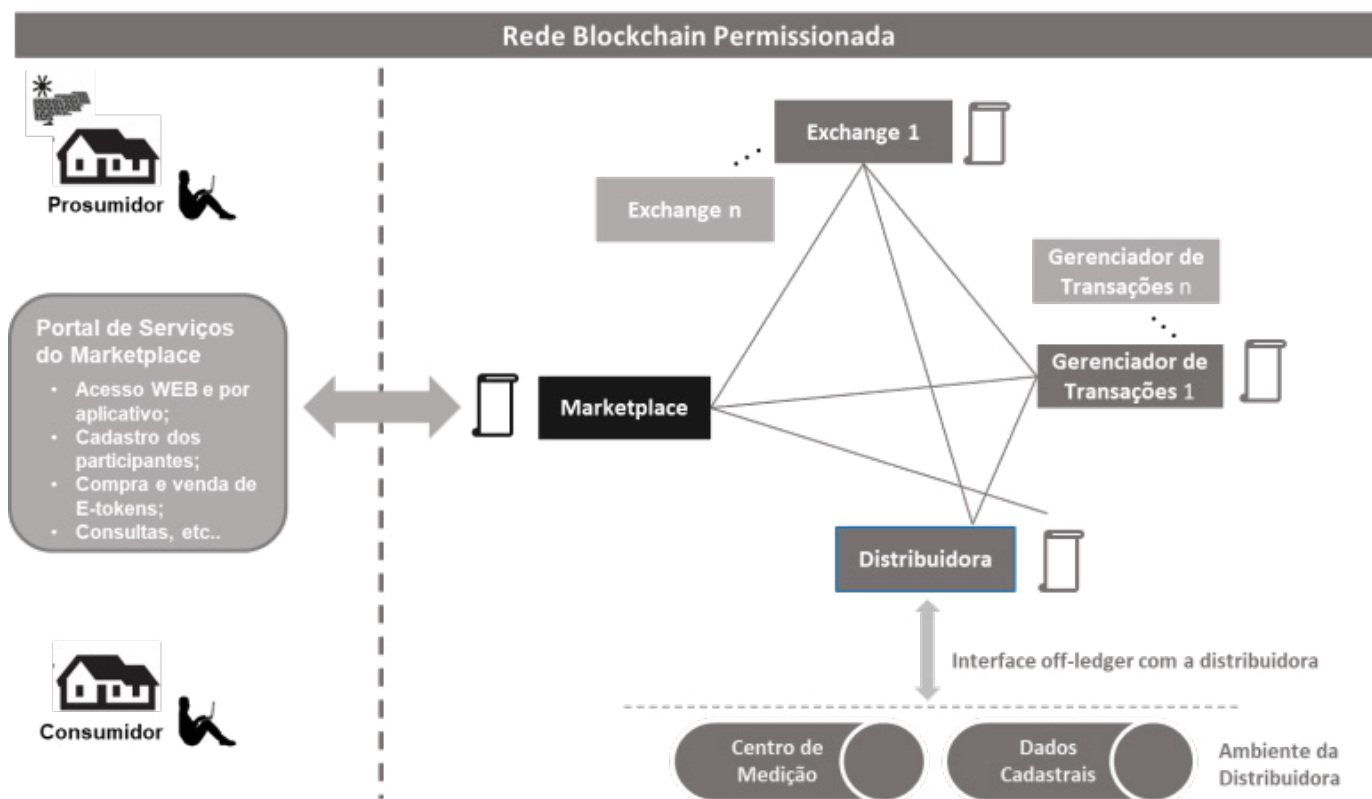 Rede Blockchain Permissionada
Prosumidor
Portal de Serviços
do Marketplace
• Acesso WEB e por
aplicativo;
• Cadastro dos
participantes;
• Compra e venda de
E-tokens;
• Consultas, etc..
Consumidor
Exchange 1
Exchange n
Gerenciador de
Transações n
Gerenciador de
Transações 1
Marketplace
Distribuidora
Interface off-ledger com a distribuidora
Centro de
Medição
Dados
Cadastrais
Ambiente da
Distribuidora